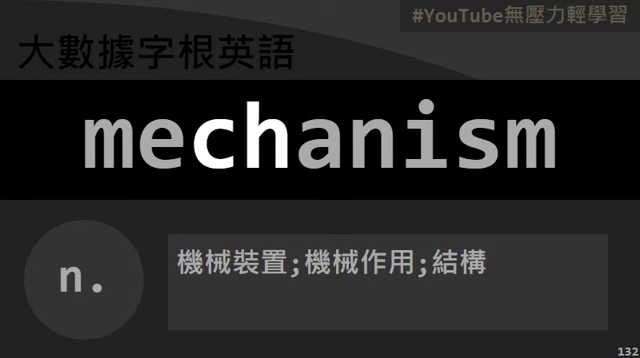 #YouTube無壓力輕學習
大數據字根英語
mechanism
n.
機械裝置;機械作用;結構
132